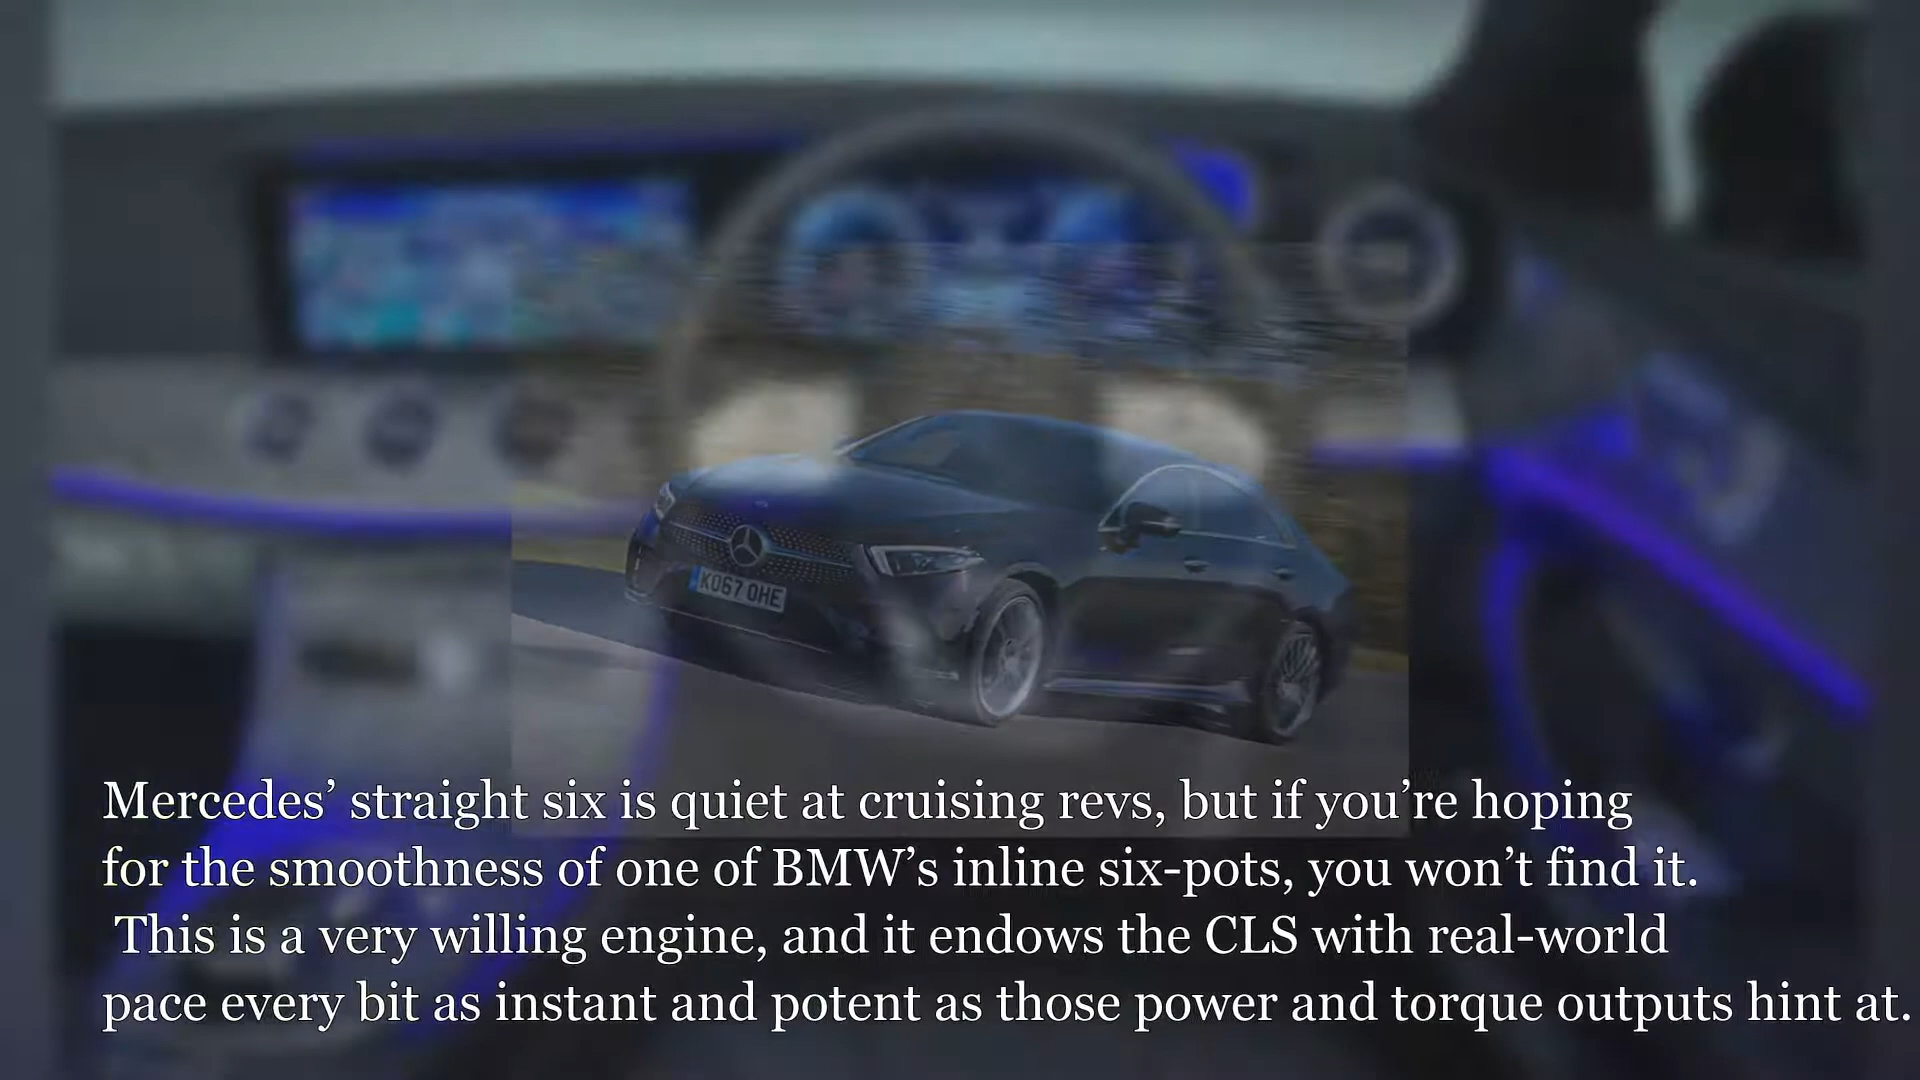 KO67 OHE
Mercedes’ straight six is quiet at cruising revs, but if you’re hoping
for the smoothness of one of BMW’s inline six-pots, you won’t find it.
This is a very willing engine, and it endows the CLS with real-world
pace every bit as instant and potent as those power and torque outputs hint at.